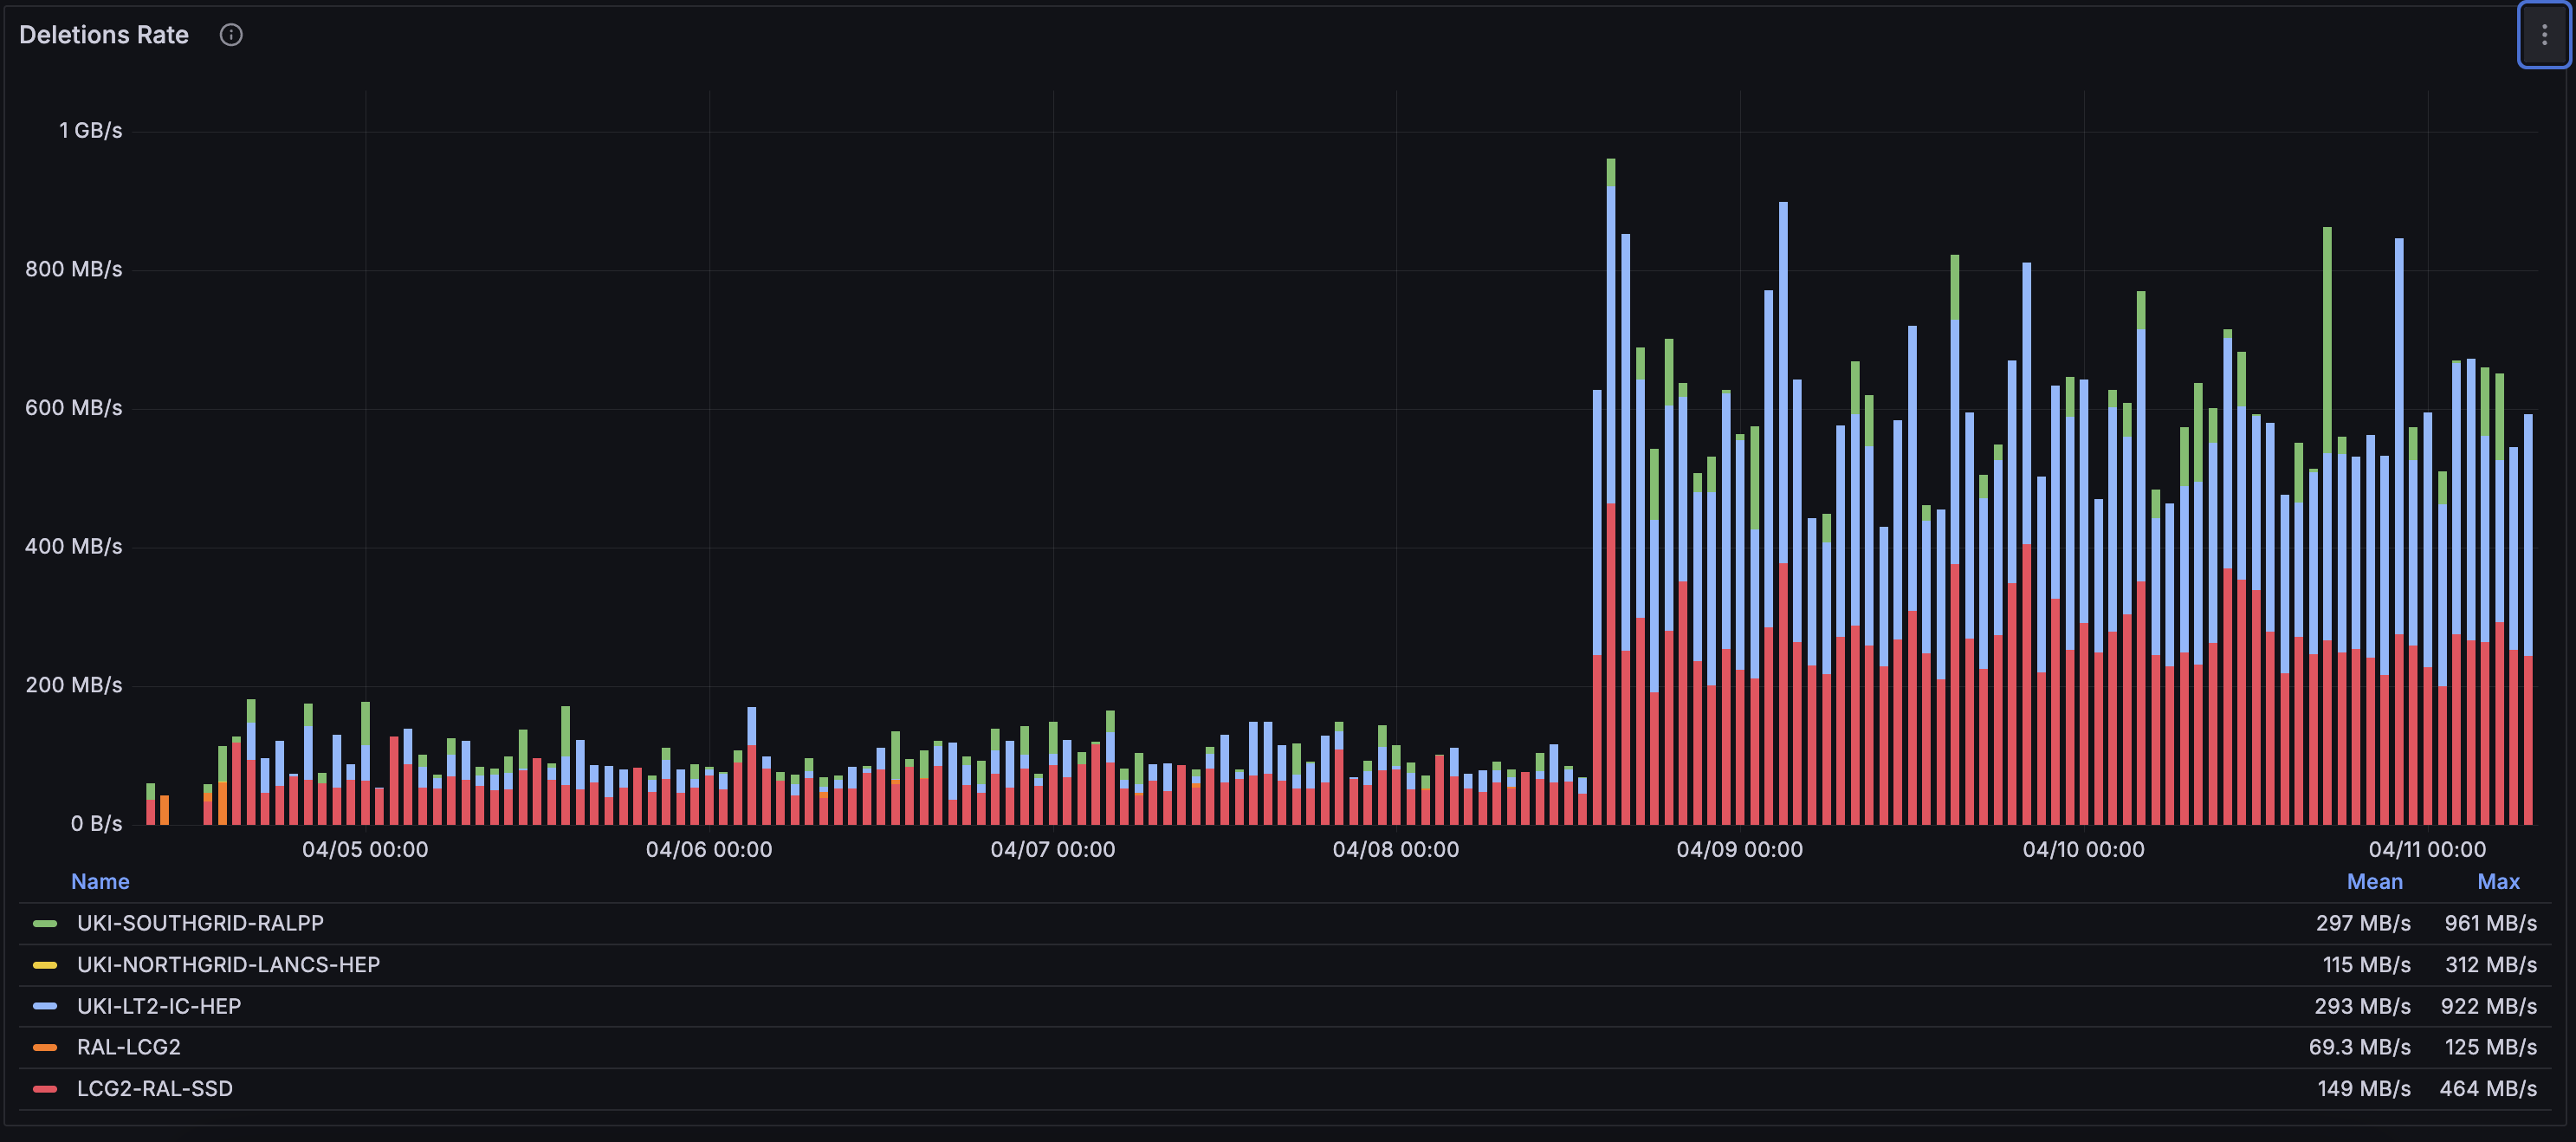 Deletions Rate
1 GB/s
800 MB/s
600 MB/s
400 MB/s
200 MB/s
0 B/s
04/05 00:00 04/06 00:00 04/07 00:00 04/08 00:00 04/09 00:00 04/10 00:00 04/11 00:00
Name Mean Max
UKI-SOUTHGRID-RALPP 297 MB/s 961 MB/s
UKI-NORTHGRID-LANCS-HEP 115 MB/s 312 MB/s
UKI-LT2-IC-HEP 293 MB/s 922 MB/s
RAL-LCG2 69.3 MB/s 125 MB/s
LCG2-RAL-SSD 149 MB/s 464 MB/s